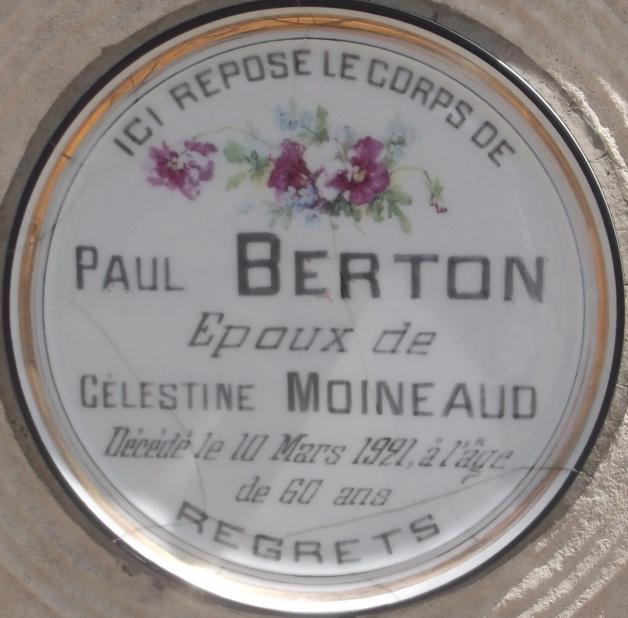 ICI REPOSE LE CORPS DE
PAUL BERTON
Epoux de
CÉLESTINE MOINEAUD
Décédé le 10 Mars 1921, à l'âge
de 60 ans
REGRETS